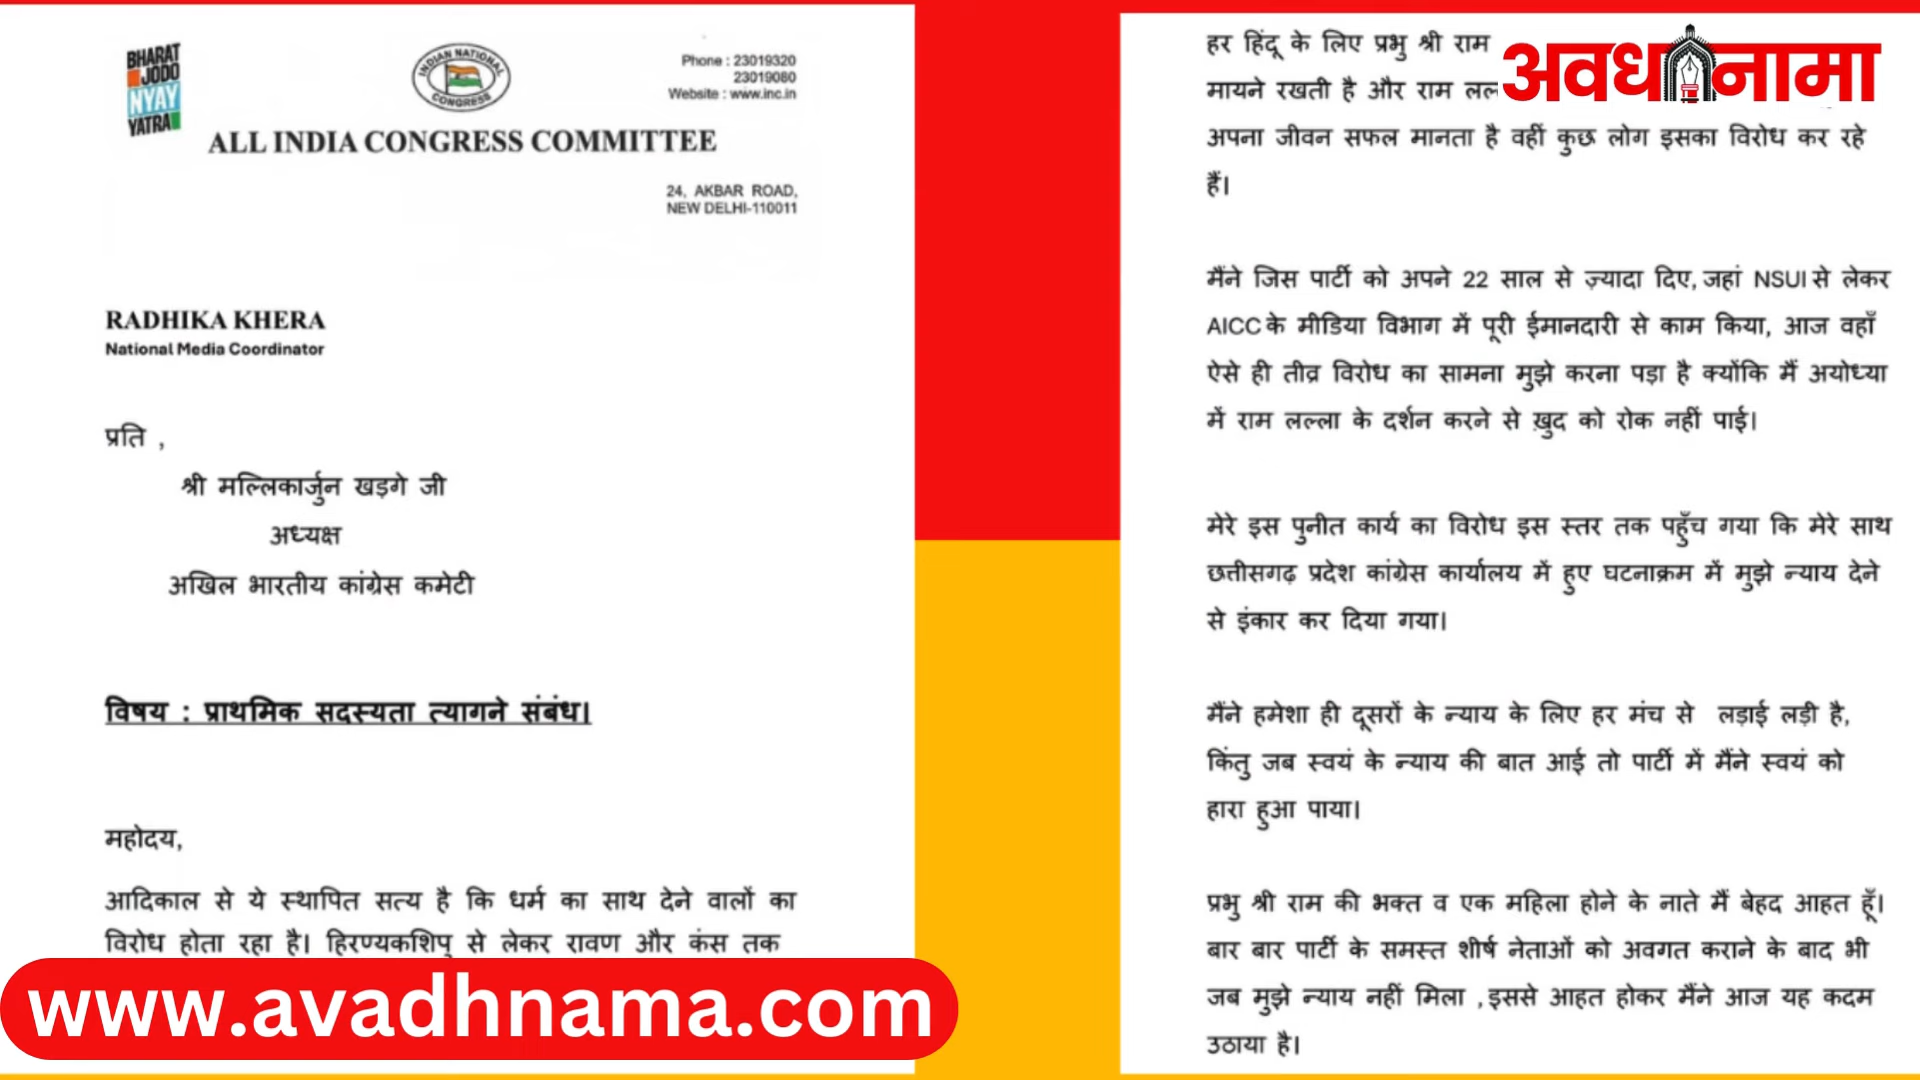 BHARAT
JODO
NYAY
YATRA
INDIAN NATIONAL
CONGRESS
Phone : 23019320
23019080
Website : www.inc.in
ALL INDIA CONGRESS COMMITTEE
24, AKBAR ROAD,
NEW DELHI-110011
RADHIKA KHERA
National Media Coordinator
प्रति ,
श्री मल्लिकार्जुन खड़गे जी
अध्यक्ष
अखिल भारतीय कांग्रेस कमेटी
विषय : प्राथमिक सदस्यता त्यागने संबंध।
महोदय,
आदिकाल से ये स्थापित सत्य है कि धर्म का साथ देने वालों का
विरोध होता रहा है। हिरण्यकशिपु से लेकर रावण और कंस तक
www.avadhnama.com
अवधनामा
हर हिंदू के लिए प्रभु श्री राम
मायने रखती है और राम
अपना जीवन सफल मानता है वहीं कुछ लोग इसका विरोध कर रहे
हैं।
मैंने जिस पार्टी को अपने 22 साल से ज़्यादा दिए, जहां NSUI से लेकर
AICC के मीडिया विभाग में पूरी ईमानदारी से काम किया, आज वहाँ
ऐसे ही तीव्र विरोध का सामना मुझे करना पड़ा है क्योंकि मैं अयोध्या
में राम लल्ला के दर्शन करने से ख़ुद को रोक नहीं पाई।
मेरे इस पुनीत कार्य का विरोध इस स्तर तक पहुँच गया कि मेरे साथ
छत्तीसगढ़ प्रदेश कांग्रेस कार्यालय में हुए घटनाक्रम में मुझे न्याय देने
से इंकार कर दिया गया।
मैंने हमेशा ही दूसरों के न्याय के लिए हर मंच से लड़ाई लड़ी है,
किंतु जब स्वयं के न्याय की बात आई तो पार्टी में मैंने स्वयं को
हारा हुआ पाया।
प्रभु श्री राम की भक्त व एक महिला होने के नाते मैं बेहद आहत हूँ।
बार बार पार्टी के समस्त शीर्ष नेताओं को अवगत कराने के बाद भी
जब मुझे न्याय नहीं मिला ,इससे आहत होकर मैंने आज यह कदम
उठाया है।